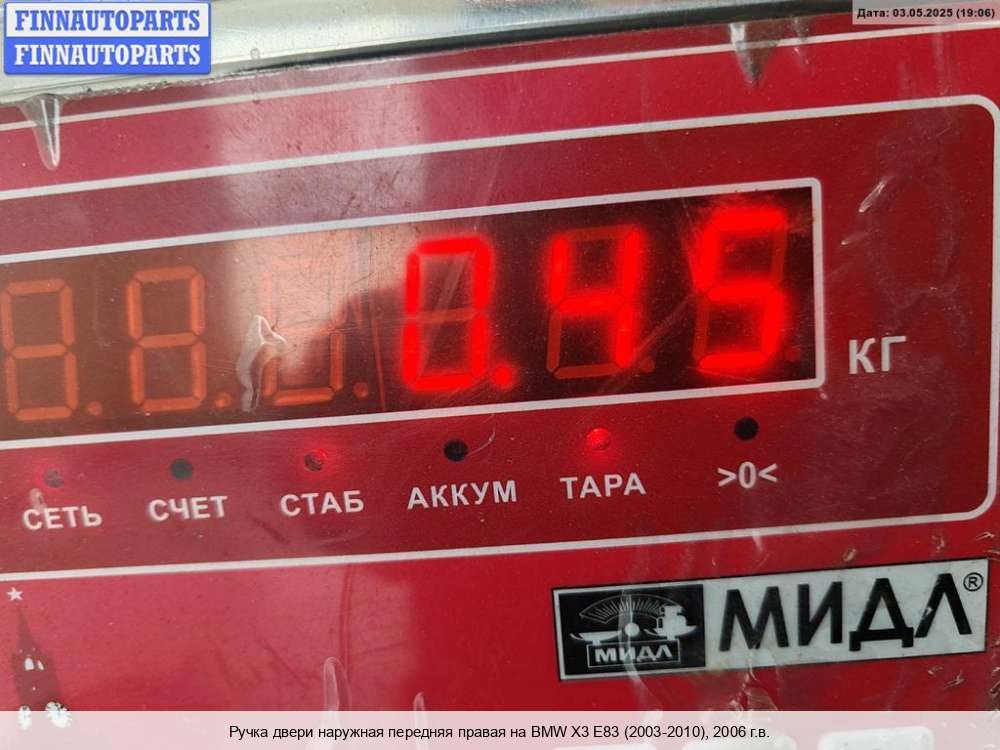 FINNAUTOPARTS
FINNAUTOPARTS
Дата: 03.05.2025 (19:06)
0.45
КГ
СЕТЬ СЧЕТ СТАБ АККУМ ТАРА >0<
МИДЛ МИДЛ®
Ручка двери наружная передняя правая на BMW X3 E83 (2003-2010), 2006 г.в.